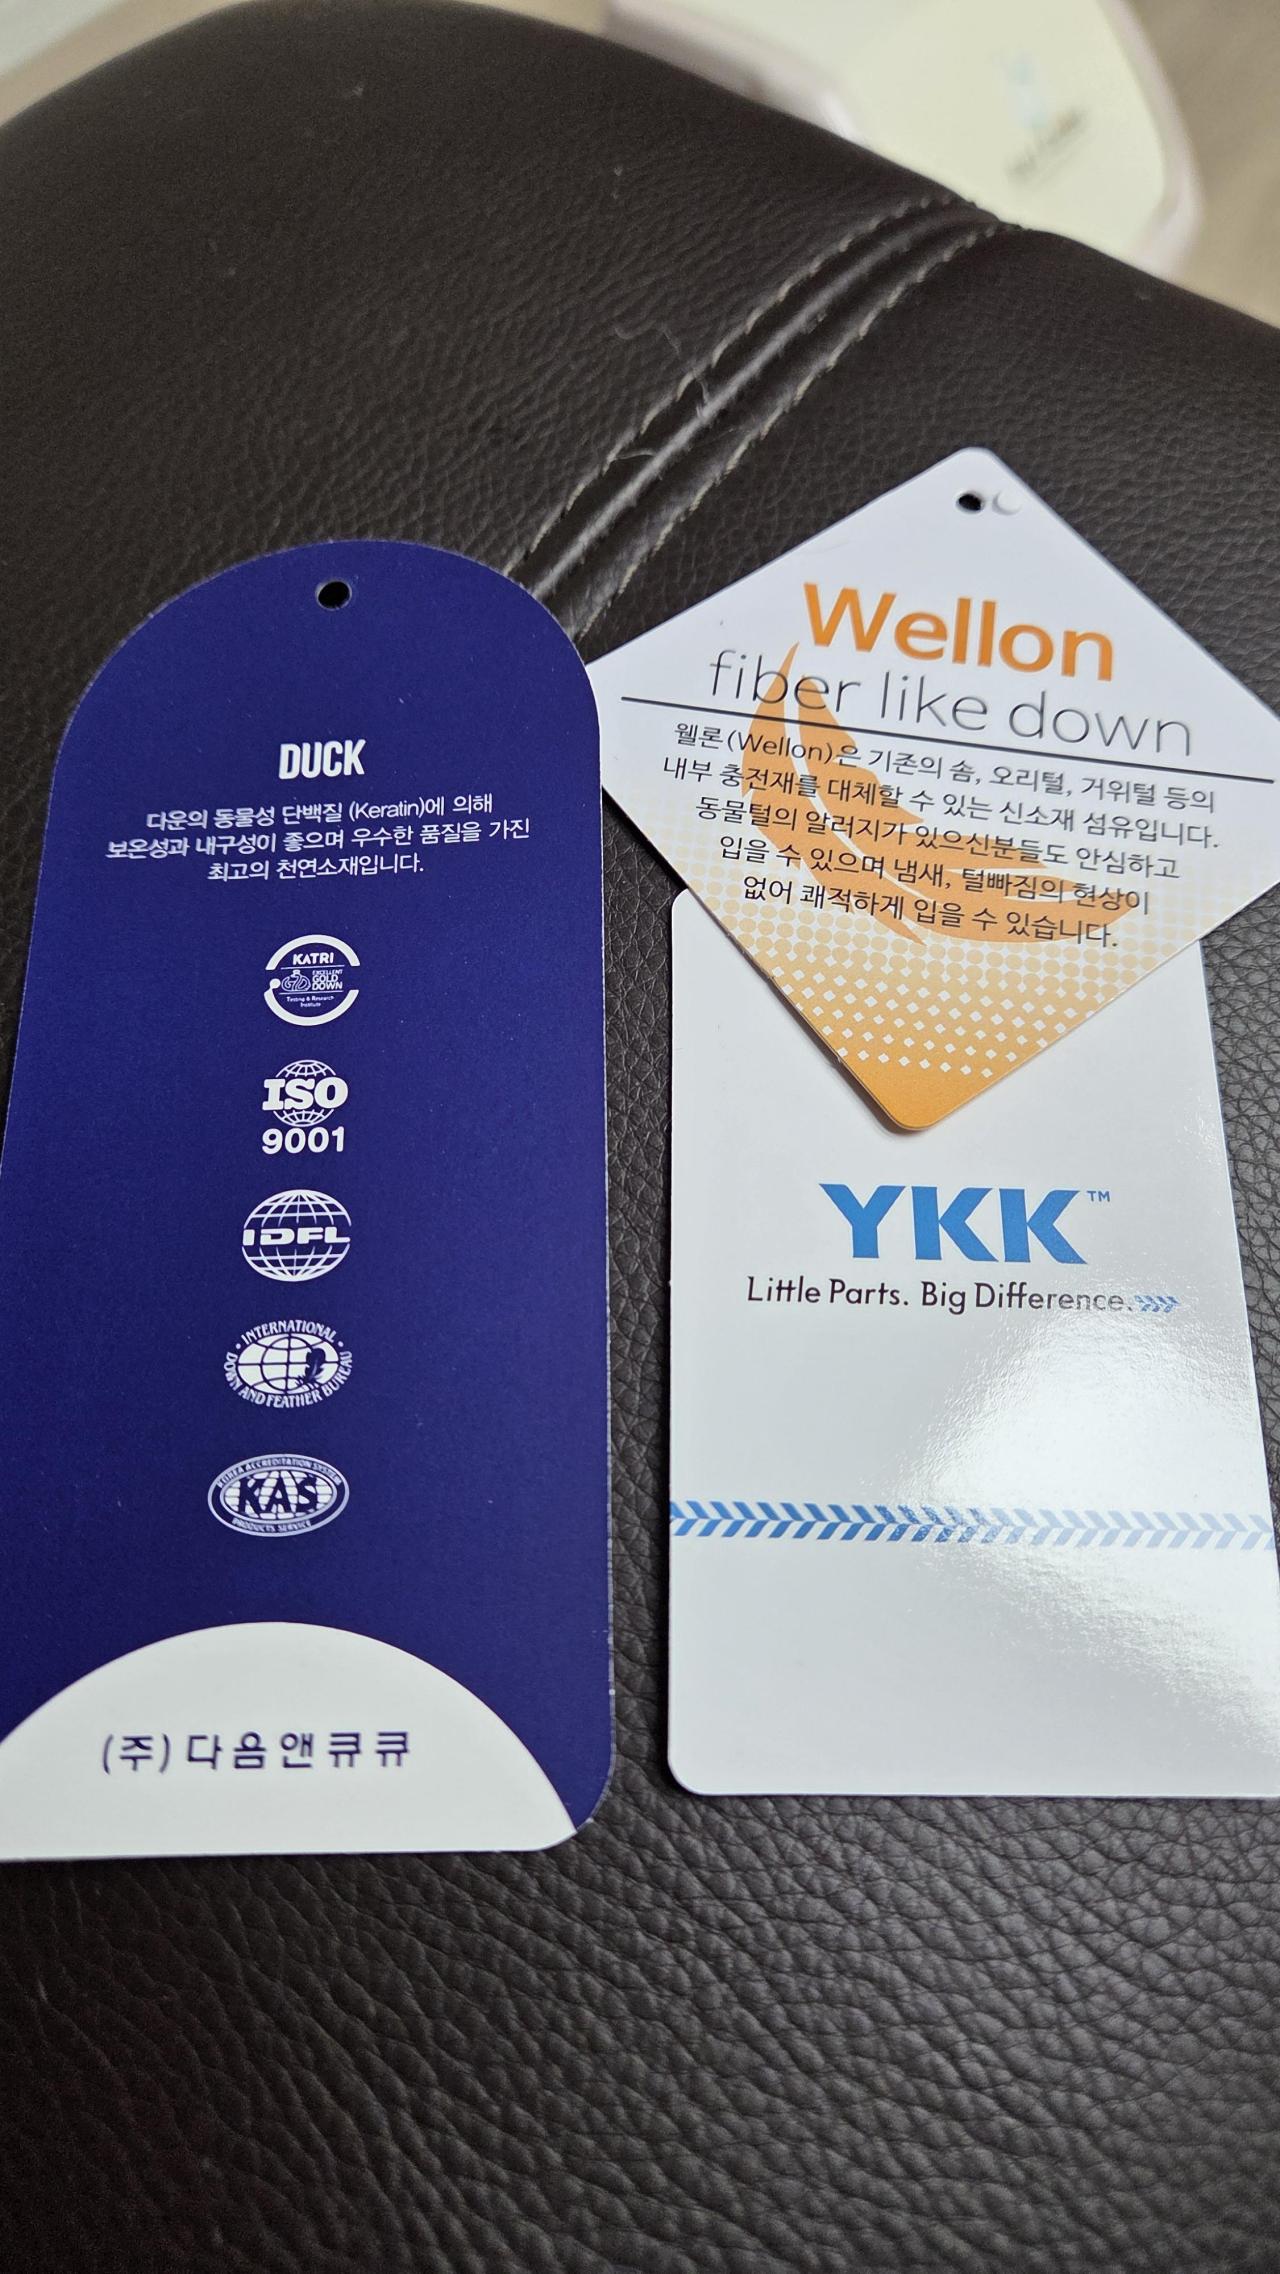 DUCK
다운의 동물성 단백질 (Keratin)에 의해
보온성과 내구성이 좋으며 우수한 품질을 가진
최고의 천연소재입니다.
KATRI
EXCELLENT
GOLD
DOWN
Testing & Research
Institute
ISO
9001
IDFL
INTERNATIONAL
DOWN AND FEATHER BUREAU
KOREA ACCREDITATION SYSTEM
KAS
PRODUCTS SERVICE
(주)다음앤큐큐
Wellon
fiber like down
웰론(Wellon)은 기존의 솜, 오리털, 거위털 등의
내부 충전재를 대체할 수 있는 신소재 섬유입니다.
동물털의 알러지가 있으신분들도 안심하고
입을 수 있으며 냄새, 털빠짐의 현상이
없어 쾌적하게 입을 수 있습니다.
YKK™
Little Parts. Big Difference.